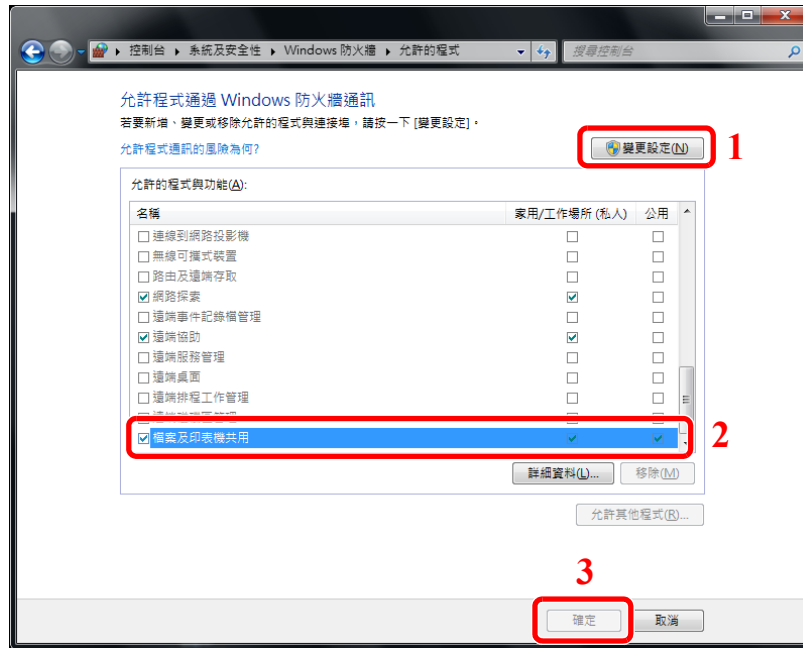 控制台 ▸ 系統及安全性 ▸ Windows 防火牆 ▸ 允許的程式
搜尋控制台
允許程式通過 Windows 防火牆通訊
若要新增、變更或移除允許的程式與連接埠，請按一下 [變更設定]。
允許程式通訊的風險為何?
變更設定(N)
1
允許的程式與功能(A):
名稱 家用/工作場所 (私人) 公用
連線到網路投影機
無線可攜式裝置
路由及遠端存取
網路探索
遠端事件記錄檔管理
遠端協助
遠端服務管理
遠端桌面
遠端排程工作管理
檔案及印表機共用
2
詳細資料(L)... 移除(M)
允許其他程式(R)...
3
確定 取消